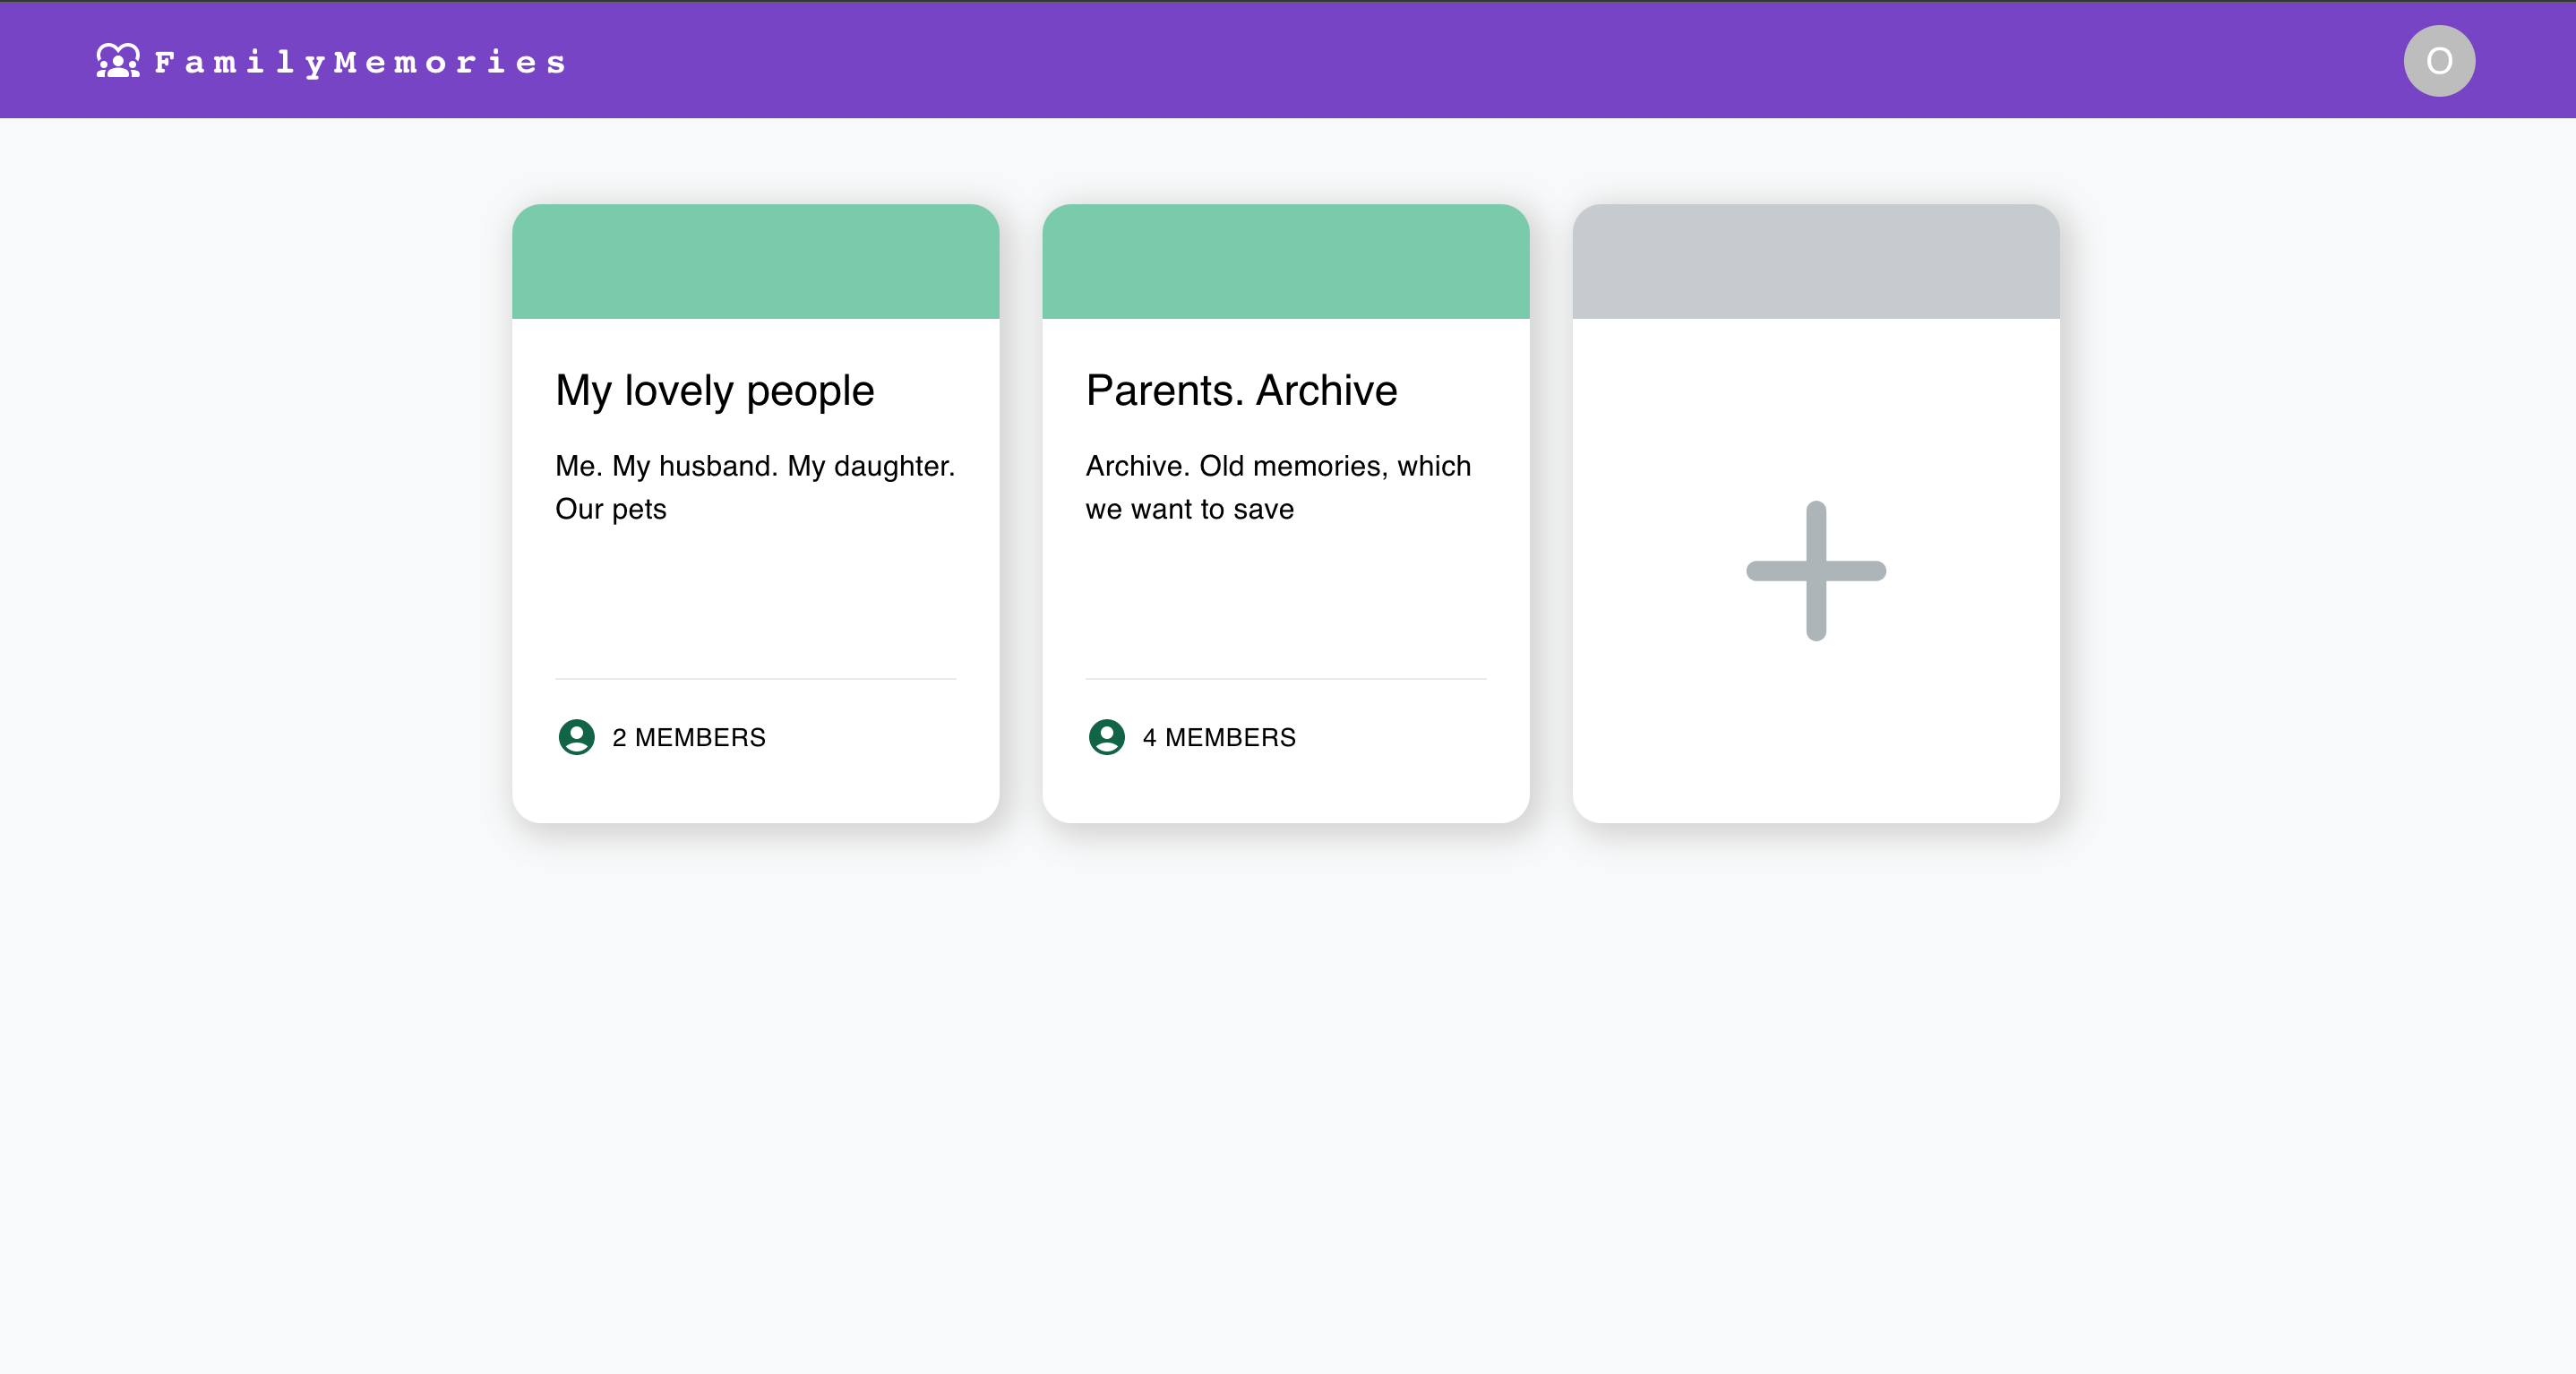 FamilyMemories
O
My lovely people
Me. My husband. My daughter.
Our pets
2 MEMBERS
Parents. Archive
Archive. Old memories, which
we want to save
4 MEMBERS